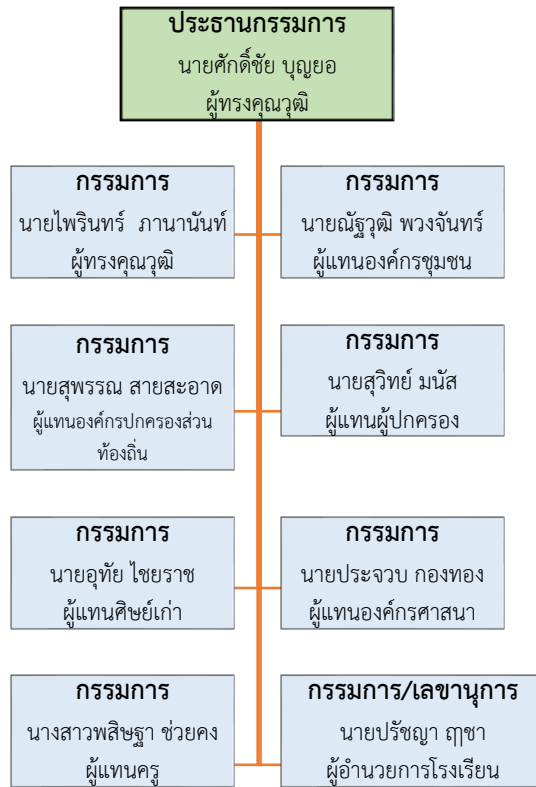 ประธานกรรมการ
นายศักดิ์ชัย บุญยอ
ผู้ทรงคุณวุฒิ
กรรมการ
นายไพรินทร์ ภานานันท์
ผู้ทรงคุณวุฒิ
กรรมการ
นายณัฐวุฒิ พวงจันทร์
ผู้แทนองค์กรชุมชน
กรรมการ
นายสุพรรณ สายสะอาด
ผู้แทนองค์กรปกครองส่วน
ท้องถิ่น
กรรมการ
นายสุวิทย์ มนัส
ผู้แทนผู้ปกครอง
กรรมการ
นายอุทัย ไชยราช
ผู้แทนศิษย์เก่า
กรรมการ
นายประจวบ กองทอง
ผู้แทนองค์กรศาสนา
กรรมการ
นางสาวพสิษฐา ช่วยคง
ผู้แทนครู
กรรมการ/เลขานุการ
นายปรัชญา ฤาชา
ผู้อำนวยการโรงเรียน